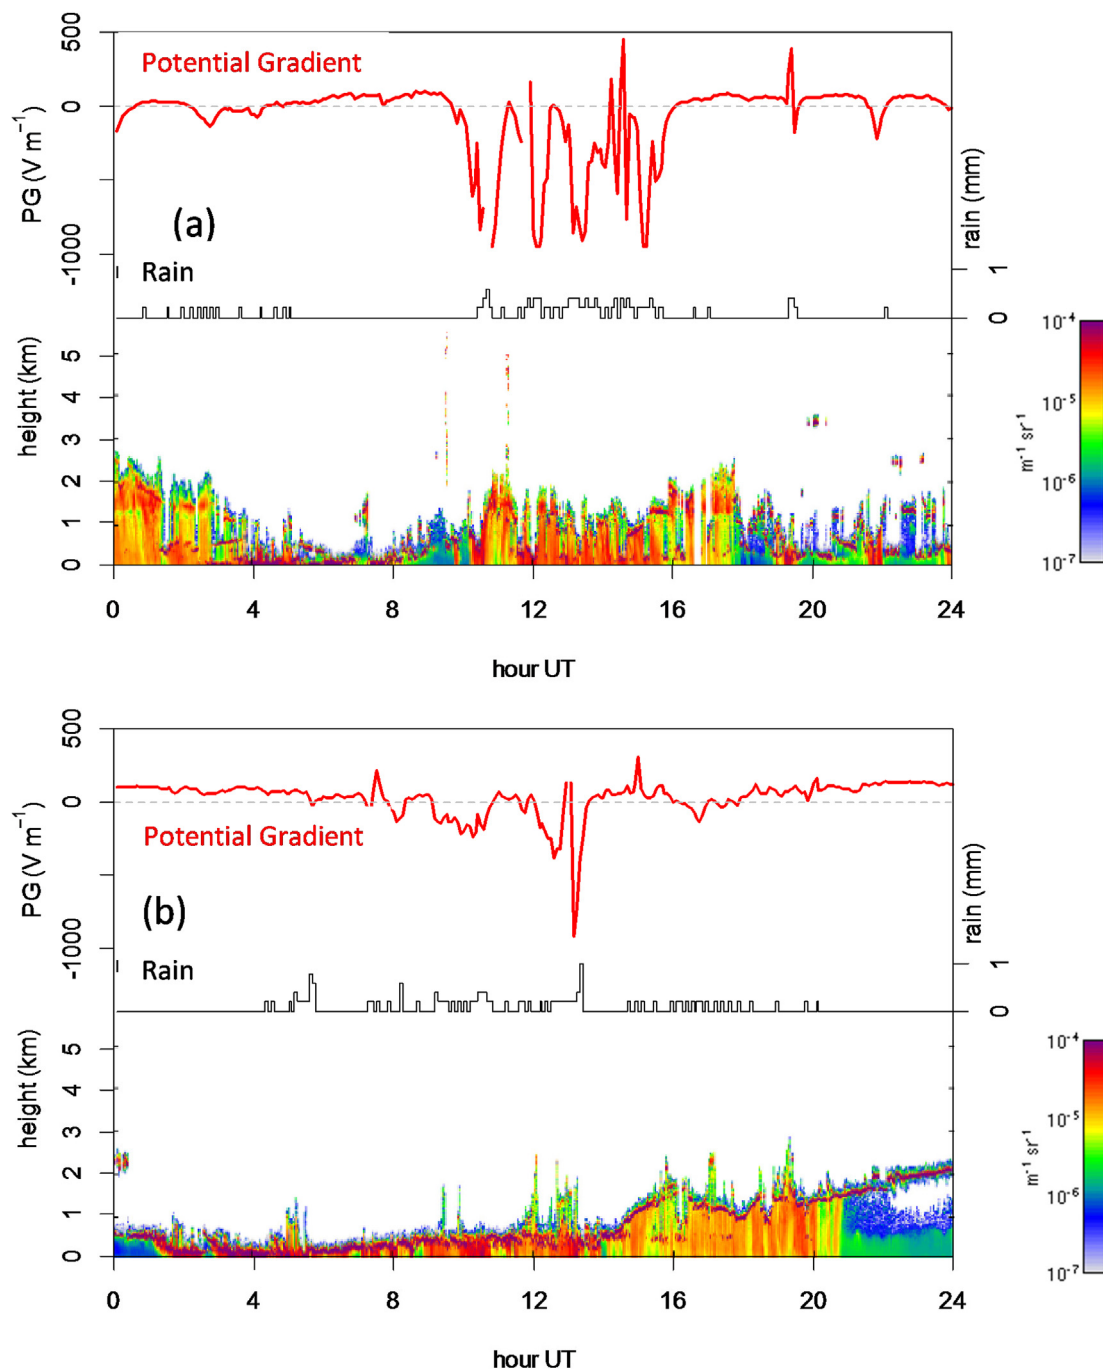 500
Potential Gradient
0
PG (V m⁻¹)
(a)
-1000
rain (mm)
Rain
1
0
height (km)
5
4
3
2
1
0
10⁻⁴
10⁻⁵
m⁻¹ sr⁻¹
10⁻⁶
10⁻⁷
0 4 8 12 16 20 24
hour UT
500
0
Potential Gradient
PG (V m⁻¹)
(b)
-1000
rain (mm)
Rain
1
0
height (km)
5
4
3
2
1
0
10⁻⁴
10⁻⁵
m⁻¹ sr⁻¹
10⁻⁶
10⁻⁷
0 4 8 12 16 20 24
hour UT